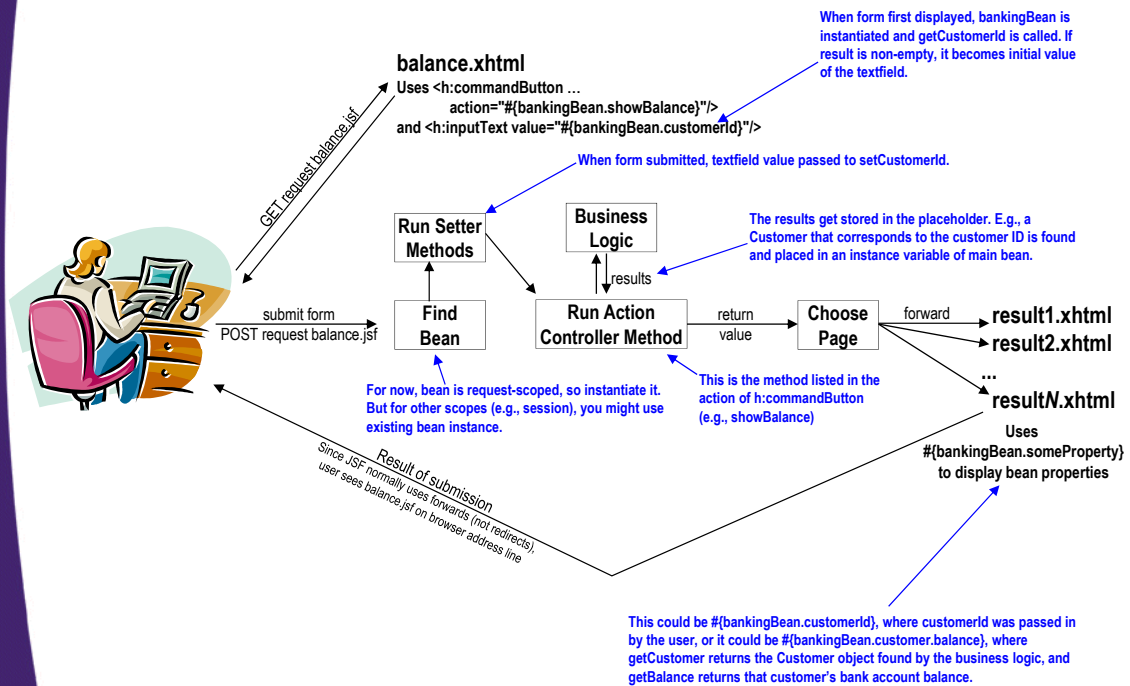 When form first displayed, bankingBean is
instantiated and getCustomerId is called. If
result is non-empty, it becomes initial value
of the textfield.
balance.xhtml
Uses <h:commandButton …
action="#{bankingBean.showBalance}"/>
and <h:inputText value="#{bankingBean.customerId}"/>
GET request balance.jsf
When form submitted, textfield value passed to setCustomerId.
Run Setter
Methods
Business
Logic
The results get stored in the placeholder. E.g., a
Customer that corresponds to the customer ID is found
and placed in an instance variable of main bean.
results
submit form
POST request balance.jsf
Find
Bean
Run Action
Controller Method
return
value
Choose
Page
forward
result1.xhtml
result2.xhtml
...
resultN.xhtml
For now, bean is request-scoped, so instantiate it.
But for other scopes (e.g., session), you might use
existing bean instance.
This is the method listed in the
action of h:commandButton
(e.g., showBalance)
Uses
#{bankingBean.someProperty}
to display bean properties
Result of submission
Since JSF normally uses forwards (not redirects),
user sees balance.jsf on browser address line
This could be #{bankingBean.customerId}, where customerId was passed in
by the user, or it could be #{bankingBean.customer.balance}, where
getCustomer returns the Customer object found by the business logic, and
getBalance returns that customer's bank account balance.